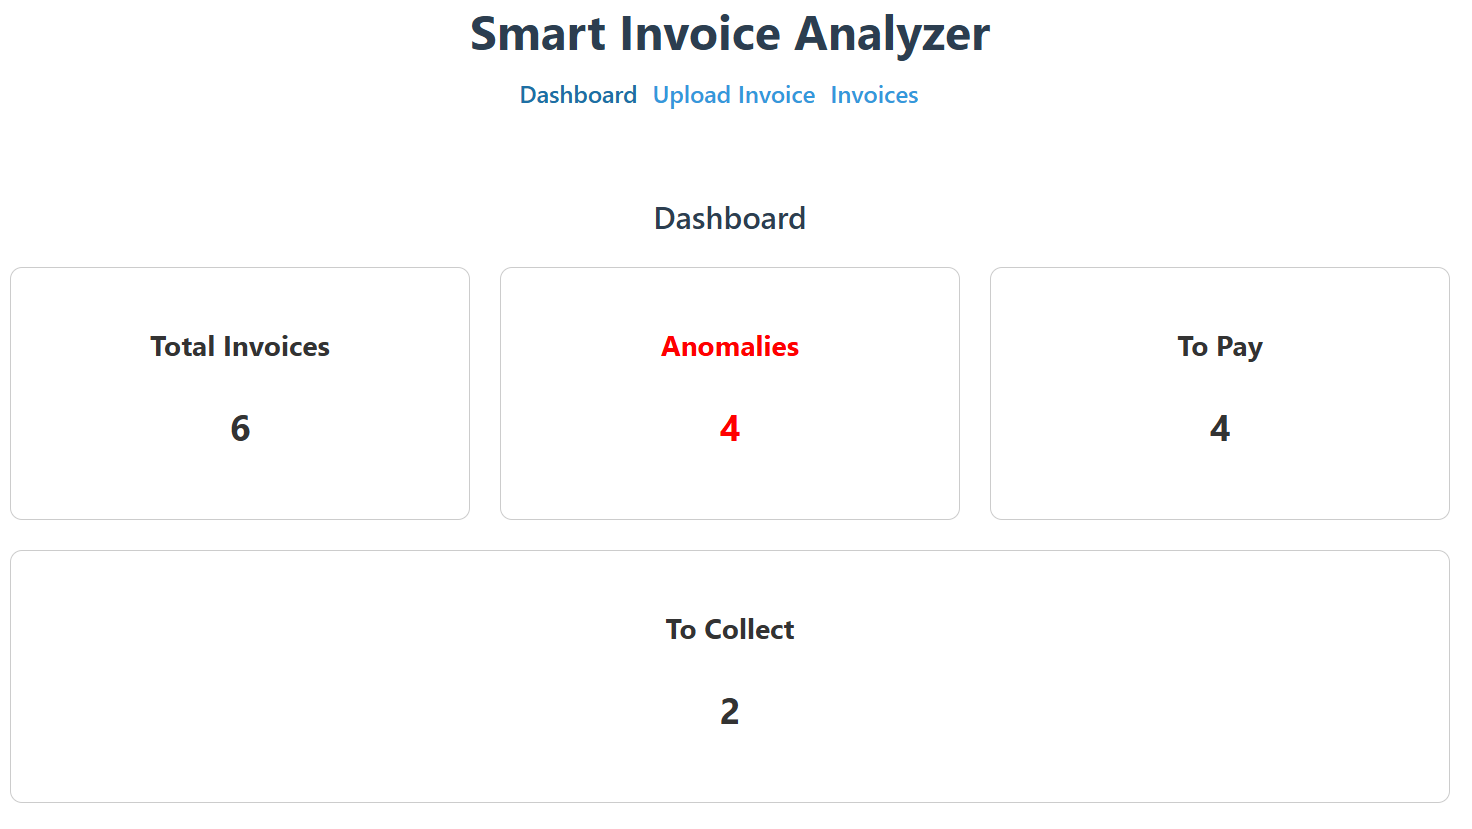 Smart Invoice Analyzer
Dashboard Upload Invoice Invoices
Dashboard
Total Invoices
6
Anomalies
4
To Pay
4
To Collect
2